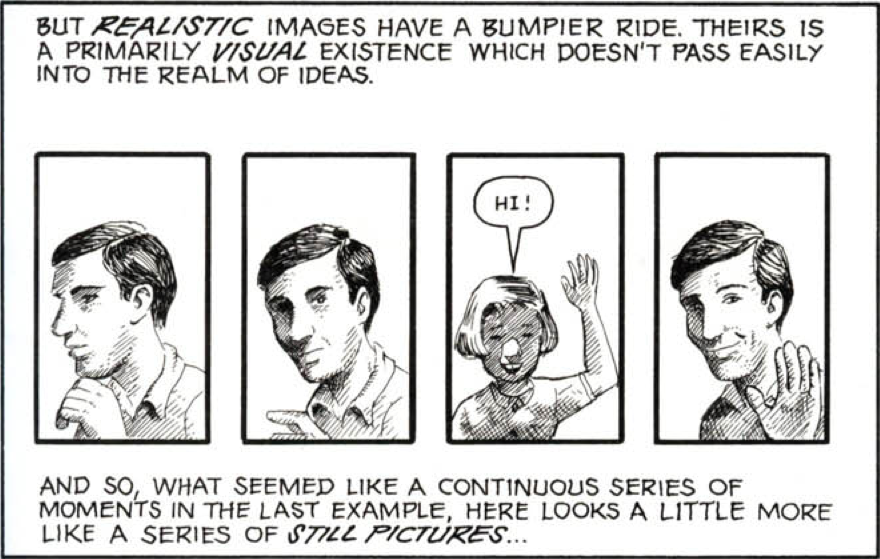 BUT REALISTIC IMAGES HAVE A BUMPIER RIDE. THEIRS IS
A PRIMARILY VISUAL EXISTENCE WHICH DOESN'T PASS EASILY
INTO THE REALM OF IDEAS.
HI!
AND SO, WHAT SEEMED LIKE A CONTINUOUS SERIES OF
MOMENTS IN THE LAST EXAMPLE, HERE LOOKS A LITTLE MORE
LIKE A SERIES OF STILL PICTURES...